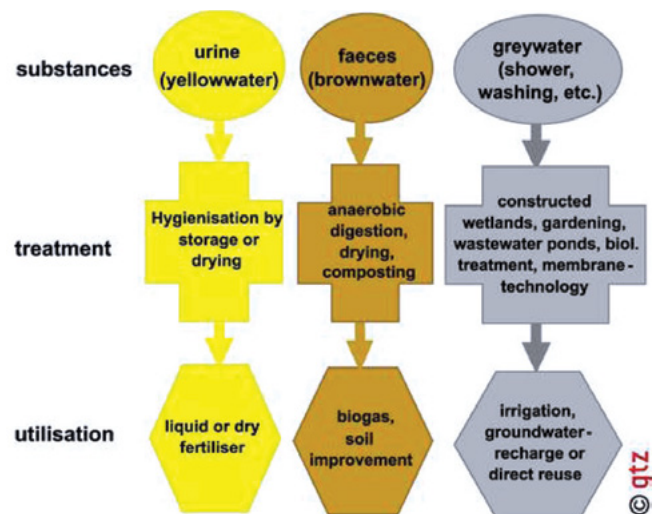 substances
urine
(yellowwater)
faeces
(brownwater)
greywater
(shower,
washing, etc.)
treatment
Hygienisation by
storage or
drying
anaerobic
digestion,
drying,
composting
constructed
wetlands, gardening,
wastewater ponds, biol.
treatment, membrane-
technology
utilisation
liquid or dry
fertiliser
biogas,
soil
improvement
irrigation,
groundwater-
recharge or
direct reuse
© gtz